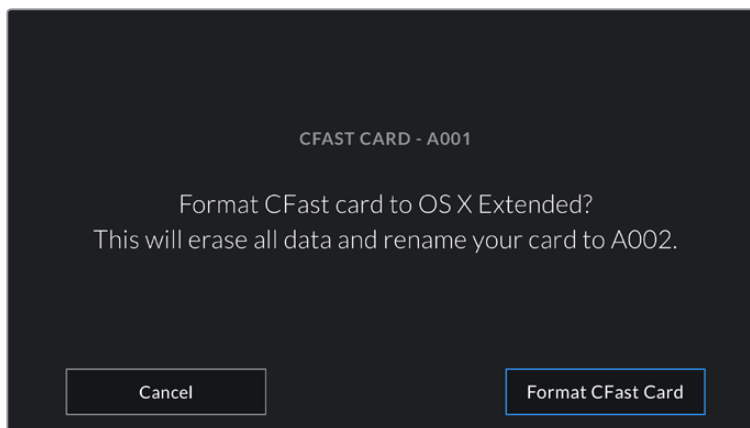 CFAST CARD - A001
Format CFast card to OS X Extended?
This will erase all data and rename your card to A002.
Cancel
Format CFast Card